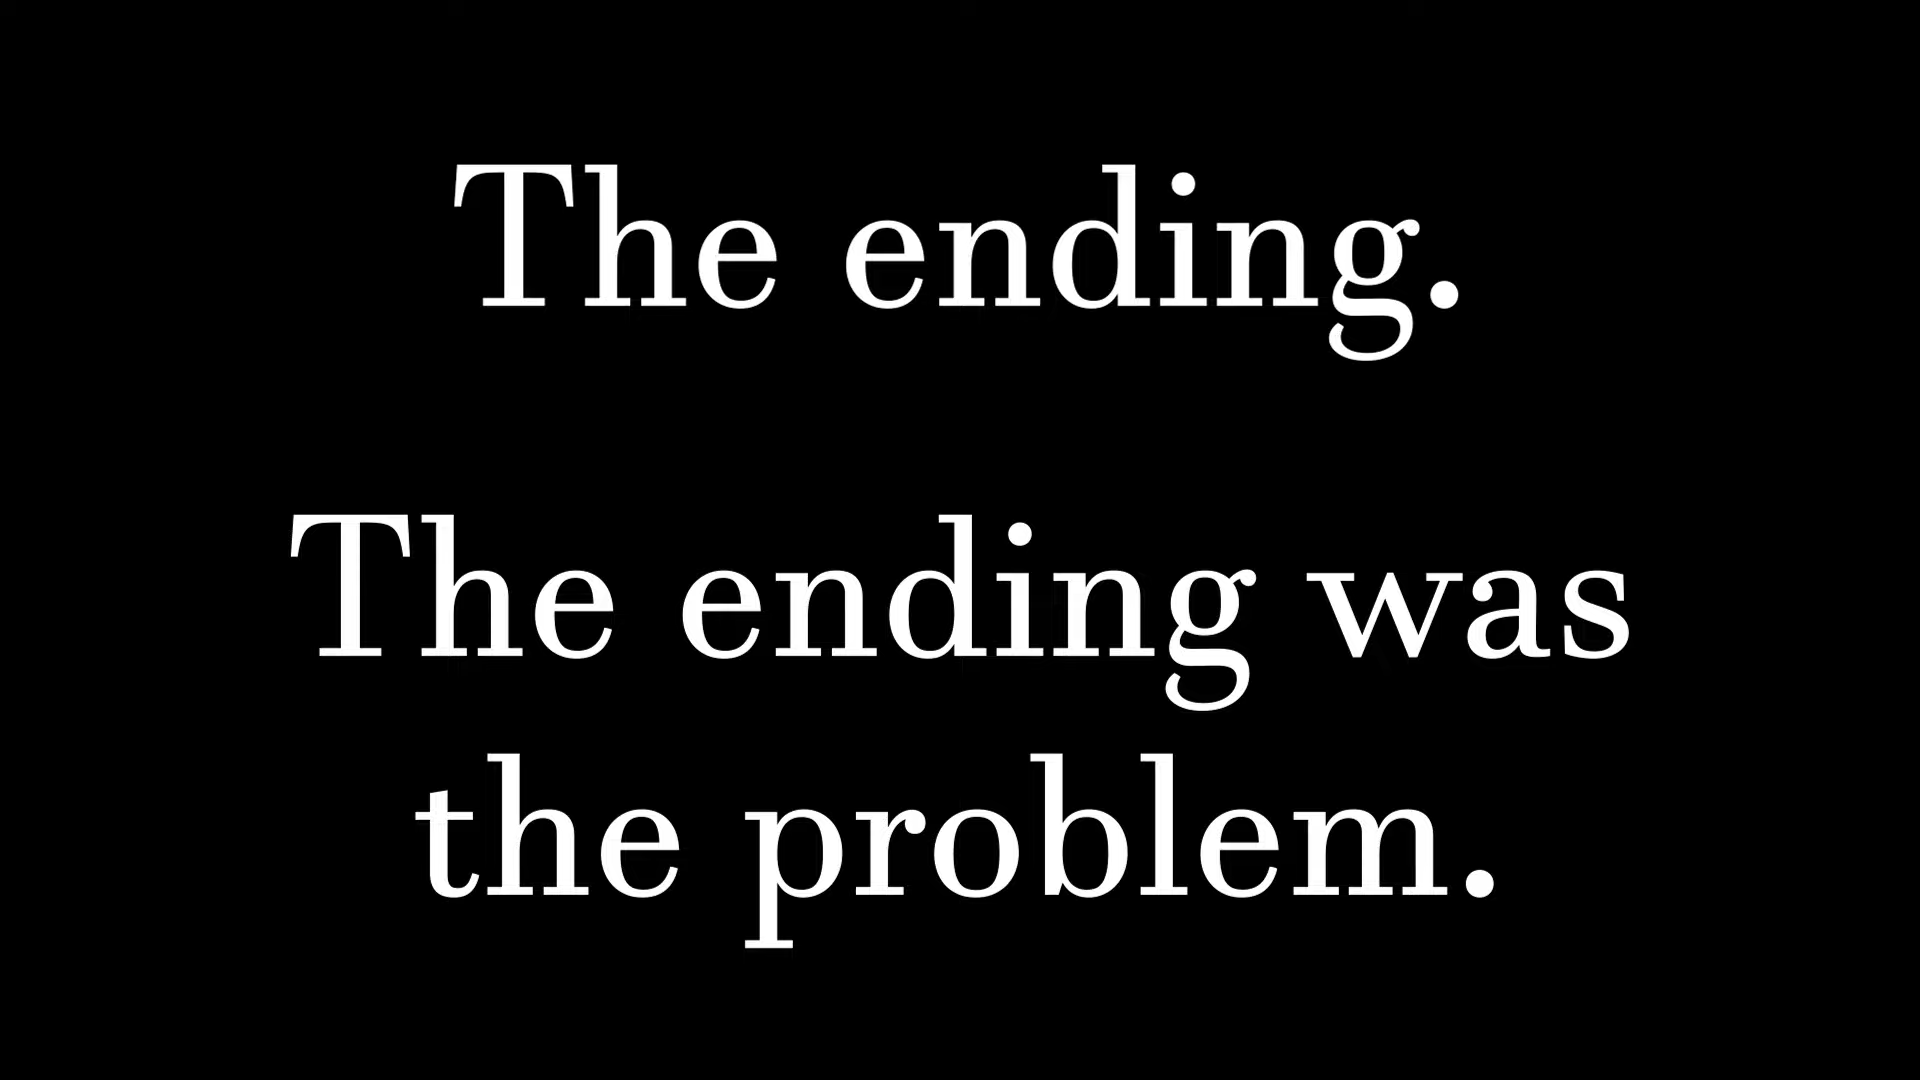 The ending.
The ending was
the problem.